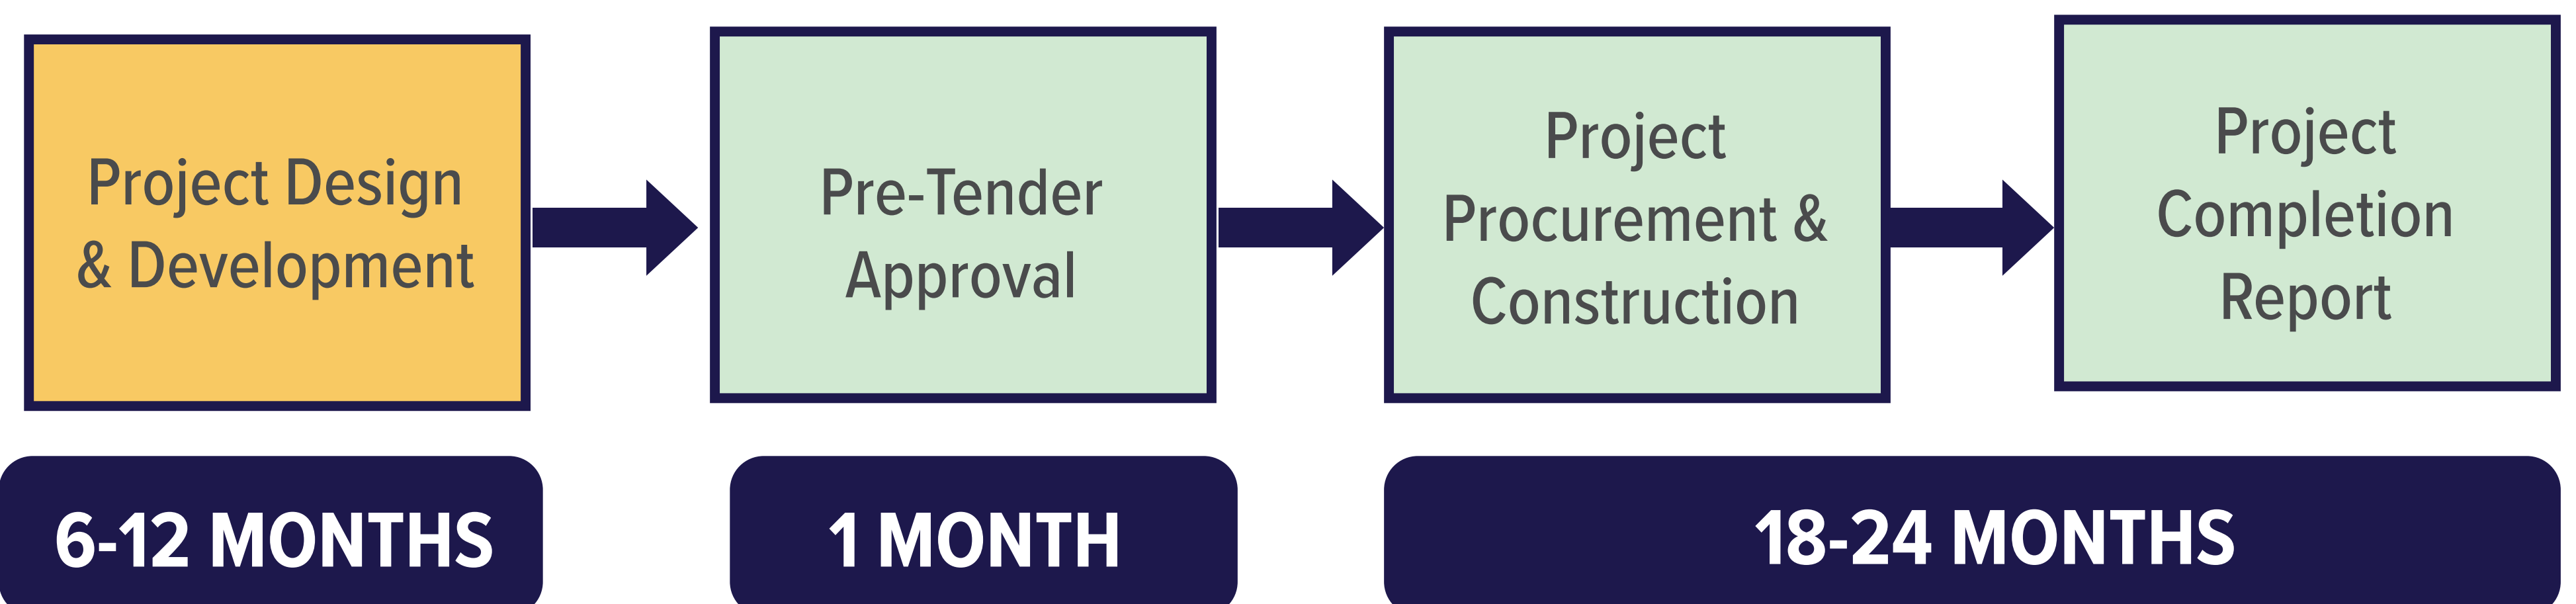 Project Design
& Development
Pre-Tender
Approval
Project
Procurement &
Construction
Project
Completion
Report
6-12 MONTHS
1 MONTH
18-24 MONTHS